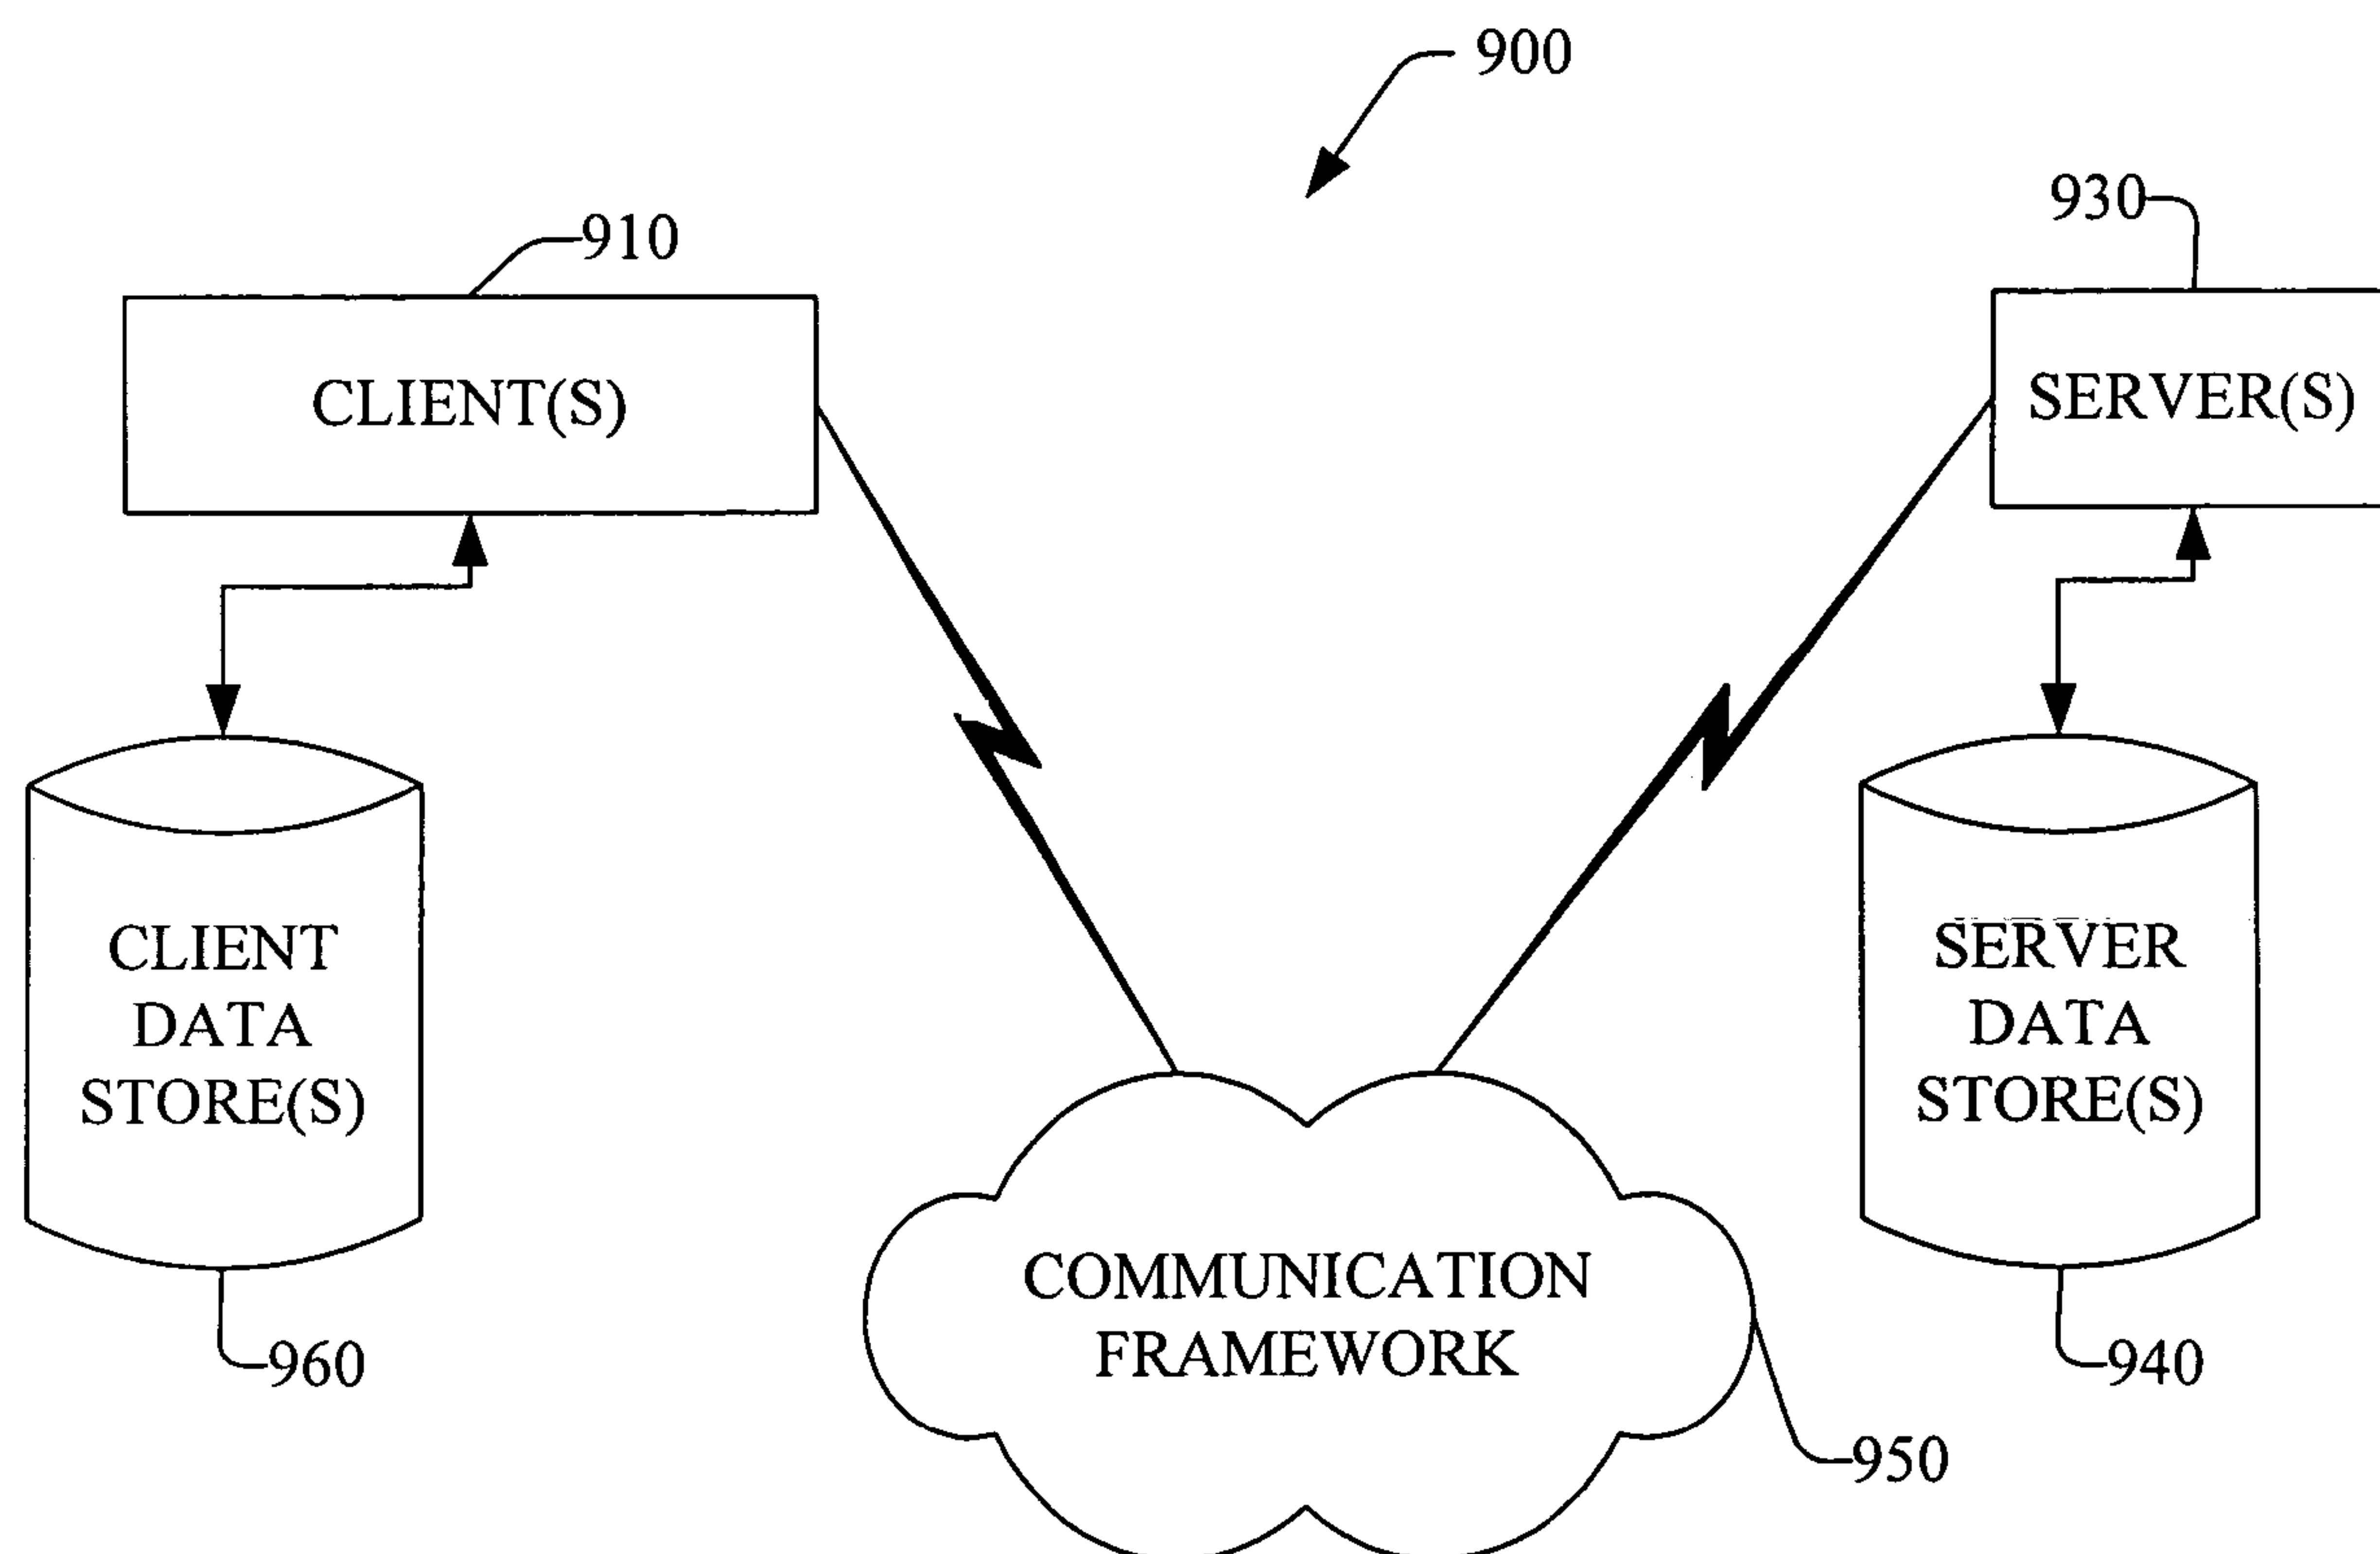 900
930
910
CLIENT(S)
SERVER(S)
CLIENT
DATA
STORE(S)
SERVER
DATA
STORE(S)
COMMUNICATION
FRAMEWORK
960
940
950